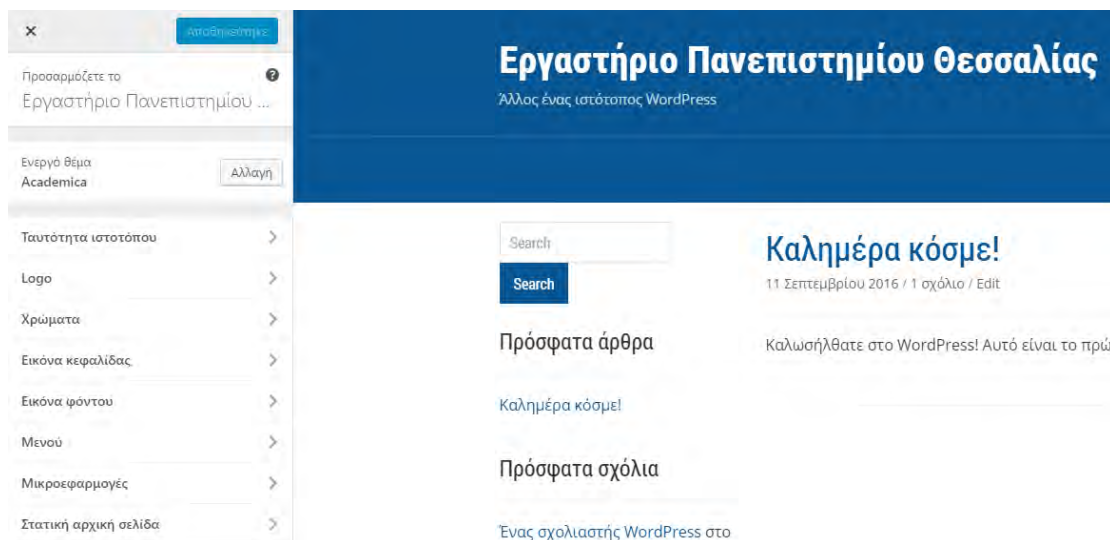 Αποθηκεύτηκε
Προσαρμόζετε το
Εργαστήριο Πανεπιστημίου ...
Ενεργό θέμα
Academica
Αλλαγή
Ταυτότητα ιστοτόπου
Logo
Χρώματα
Εικόνα κεφαλίδας
Εικόνα φόντου
Μενού
Μικροεφαρμογές
Στατική αρχική σελίδα
Εργαστήριο Πανεπιστημίου Θεσσαλίας
Άλλος ένας ιστότοπος WordPress
Search
Search
Πρόσφατα άρθρα
Καλημέρα κόσμε!
Πρόσφατα σχόλια
Ένας σχολιαστής WordPress στο
Καλημέρα κόσμε!
11 Σεπτεμβρίου 2016 / 1 σχόλιο / Edit
Καλωσήλθατε στο WordPress! Αυτό είναι το πρώ